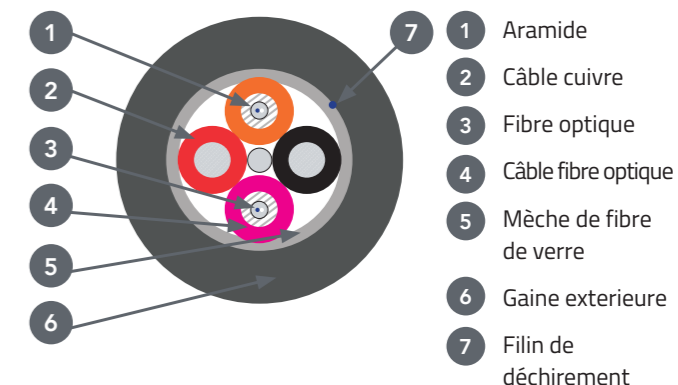 1
2
3
4
5
6
7
1 Aramide
2 Câble cuivre
3 Fibre optique
4 Câble fibre optique
5 Mèche de fibre
de verre
6 Gaine exterieure
7 Filin de
déchirement